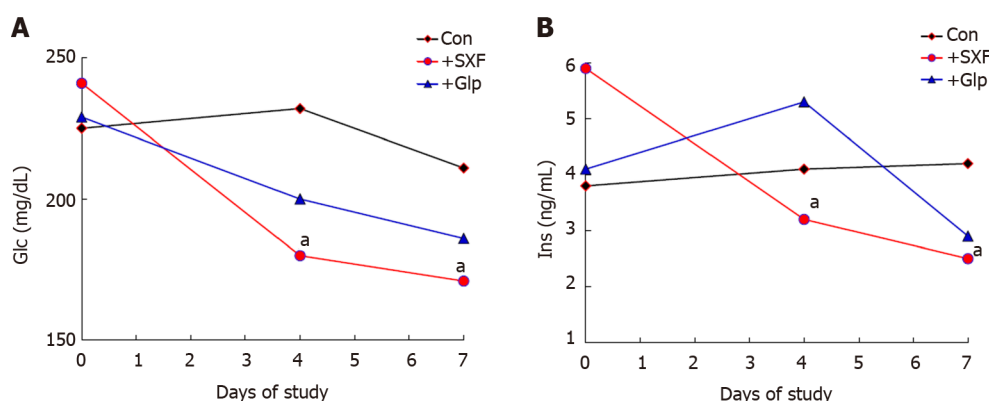 A
Con
+SXF
+Glp
250
200
150
Glc (mg/dL)
a
a
0 1 2 3 4 5 6 7
Days of study
B
Con
+SXF
+Glp
6
5
4
3
2
1
Ins (ng/mL)
a
a
0 1 2 3 4 5 6 7
Days of study